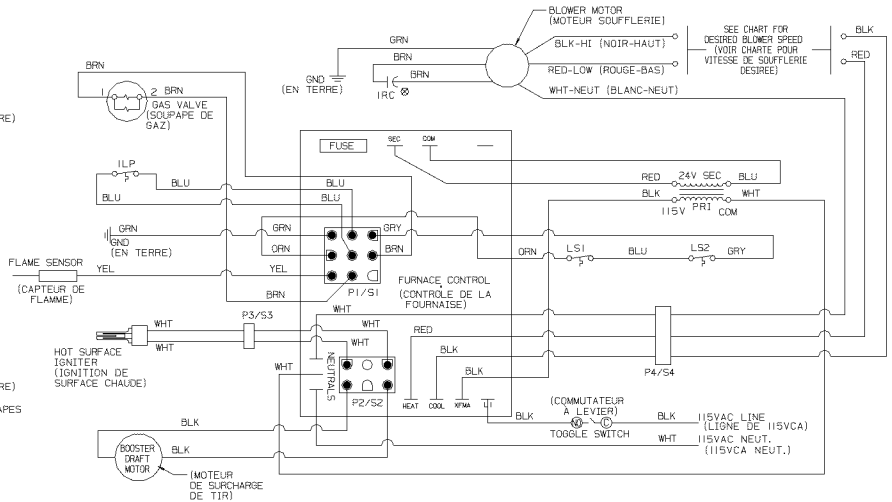 BLOWER MOTOR
(MOTEUR SOUFFLERIE)
GRN
BRN
BRN
GND
(EN TERRE)
1RC
BLK-HI (NOIR-HAUT)
RED-LOW (ROUGE-BAS)
WHT-NEUT (BLANC-NEUT)
SEE CHART FOR
DESIRED BLOWER SPEED
(VOIR CHARTE POUR
VITESSE DE SOUFFLERIE
DESIREE)
BLK
RED
BRN
1 2 BRN
GAS VALVE
(SOUPAPE DE
GAZ)
RE)
FUSE
SEC
COM
1LP
BLU
BLU
BLU
BLU
RED 24V SEC BLU
BLK WHT
115V PRI COM
GRN
GND
(EN TERRE)
GRN
GRY
ORN
BRN
ORN
LS1
BLU
LS2
GRY
FLAME SENSOR
YEL
YEL
(CAPTEUR DE
FLAMME)
BRN
P1/S1
FURNACE CONTROL
(CONTROLE DE LA
FOURNAISE)
WHT
P3/S3
WHT
WHT
WHT
WHT
RED
BLK
BLK
P4/S4
HOT SURFACE
IGNITER
(IGNITION DE
SURFACE CHAUDE)
RE)
APES
NEUTRALS
P2/S2
HEAT
COOL
XFMA
L1
BLK
(COMMUTATEUR
A LEVIER)
NO C
TOGGLE SWITCH
BLK
115VAC LINE
(LIGNE DE 115VCA)
WHT
115VAC NEUT.
(115VCA NEUT.)
BLK
BLK
BOOSTER
DRAFT
MOTOR
(MOTEUR
DE SURCHARGE
DE TIR)